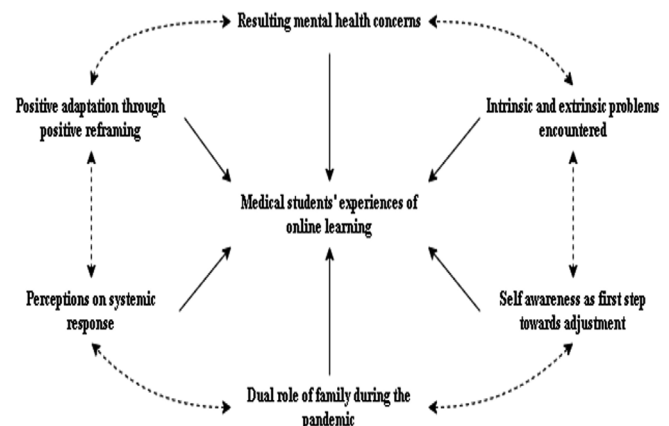 Resulting mental health concerns
Positive adaptation through
positive reframing
Intrinsic and extrinsic problems
encountered
Medical students' experiences of
online learning
Perceptions on systemic
response
Self awareness as first step
towards adjustment
Dual role of family during the
pandemic